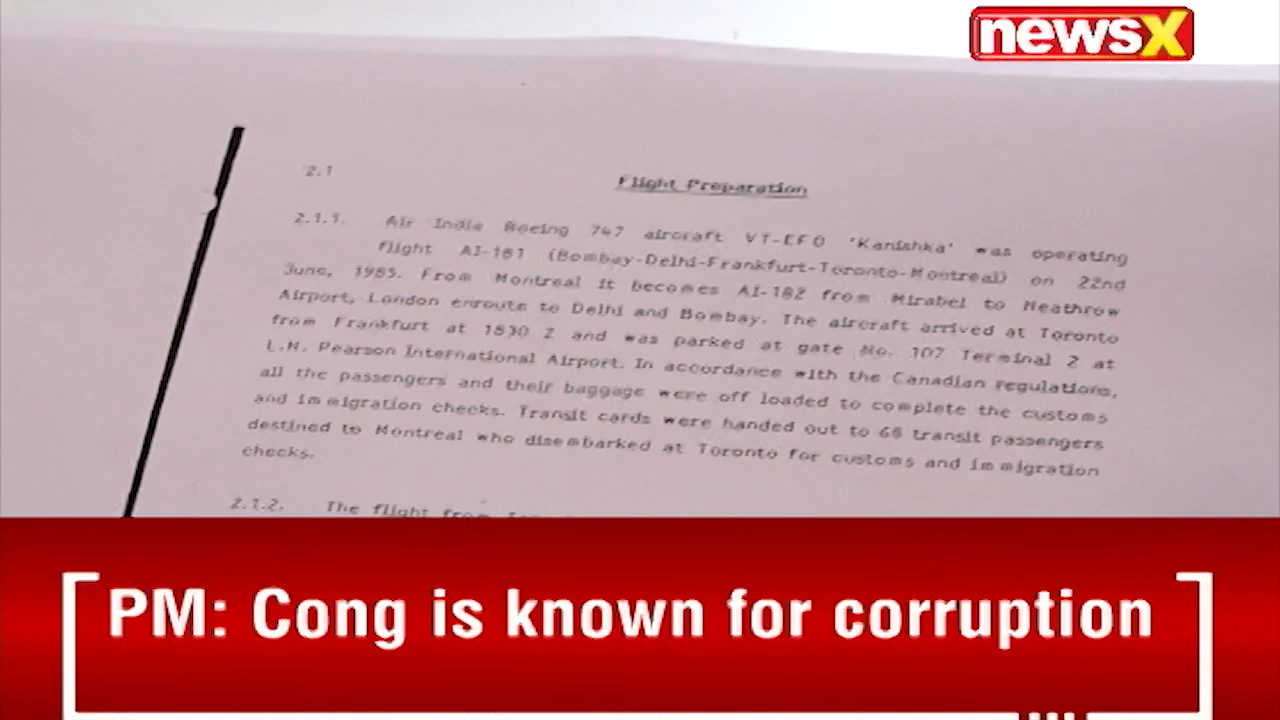 newsX
2.1
Flight Preparation
2.1.1. Air India Boeing 747 aircraft VT-EFO 'Kanishka' was operating
flight AI-181 (Bombay-Delhi-Frankfurt-Toronto-Montreal) on 22nd
June, 1985. From Montreal it becomes AI-182 from Mirabel to Heathrow
Airport, London enroute to Delhi and Bombay. The aircraft arrived at Toronto
from Frankfurt at 1830 Z and was parked at gate No. 107 Terminal 2 at
L.H. Pearson International Airport. In accordance with the Canadian regulations,
all the passengers and their baggage were off loaded to complete the customs
and immigration checks. Transit cards were handed out to 68 transit passengers
destined to Montreal who disembarked at Toronto for customs and immigration
checks.
2.1.2. The flight from
PM: Cong is known for corruption